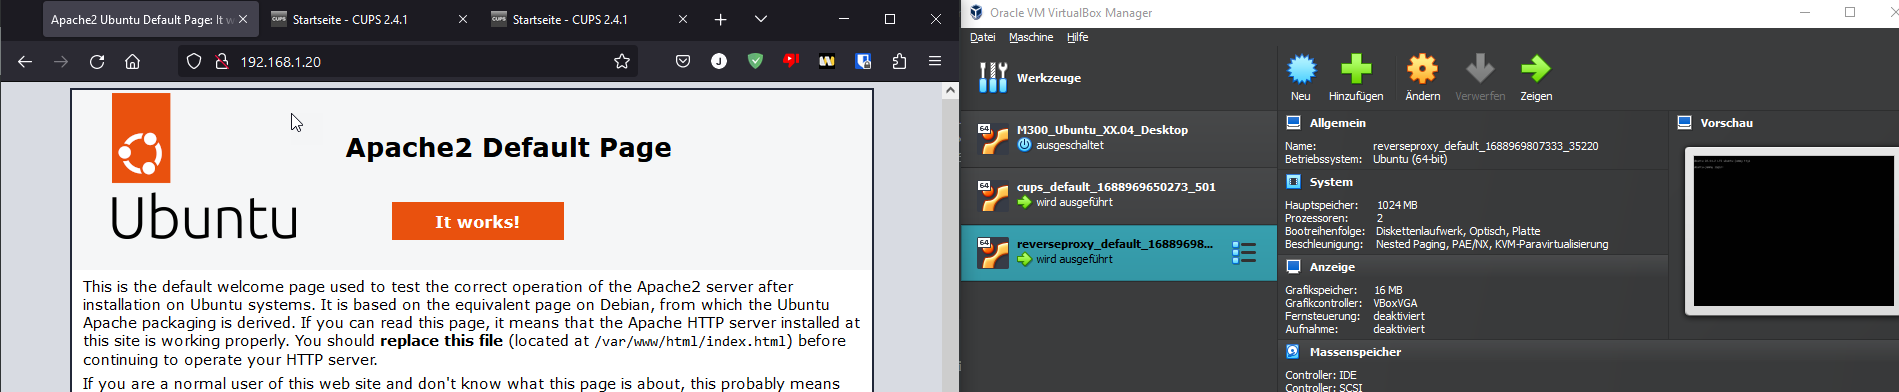 Apache2 Ubuntu Default Page: It w
Startseite - CUPS 2.4.1
Startseite - CUPS 2.4.1
192.168.1.20
Ubuntu
Apache2 Default Page
It works!
This is the default welcome page used to test the correct operation of the Apache2 server after
installation on Ubuntu systems. It is based on the equivalent page on Debian, from which the Ubuntu
Apache packaging is derived. If you can read this page, it means that the Apache HTTP server installed at
this site is working properly. You should replace this file (located at /var/www/html/index.html) before
continuing to operate your HTTP server.
If you are a normal user of this web site and don't know what this page is about, this probably means
Oracle VM VirtualBox Manager
Datei Maschine Hilfe
Werkzeuge
Neu Hinzufügen Ändern Verwerfen Zeigen
64 M300_Ubuntu_XX.04_Desktop
ausgeschaltet
64 cups_default_1688969650273_501
wird ausgeführt
64 reverseproxy_default_16889698...
wird ausgeführt
Allgemein
Name: reverseproxy_default_1688969807333_35220
Betriebssystem: Ubuntu (64-bit)
System
Hauptspeicher: 1024 MB
Prozessoren: 2
Bootreihenfolge: Diskettenlaufwerk, Optisch, Platte
Beschleunigung: Nested Paging, PAE/NX, KVM-Paravirtualisierung
Anzeige
Grafikspeicher: 16 MB
Grafikcontroller: VBoxVGA
Fernsteuerung: deaktiviert
Aufnahme: deaktiviert
Massenspeicher
Controller: IDE
Controller: SCSI
Vorschau